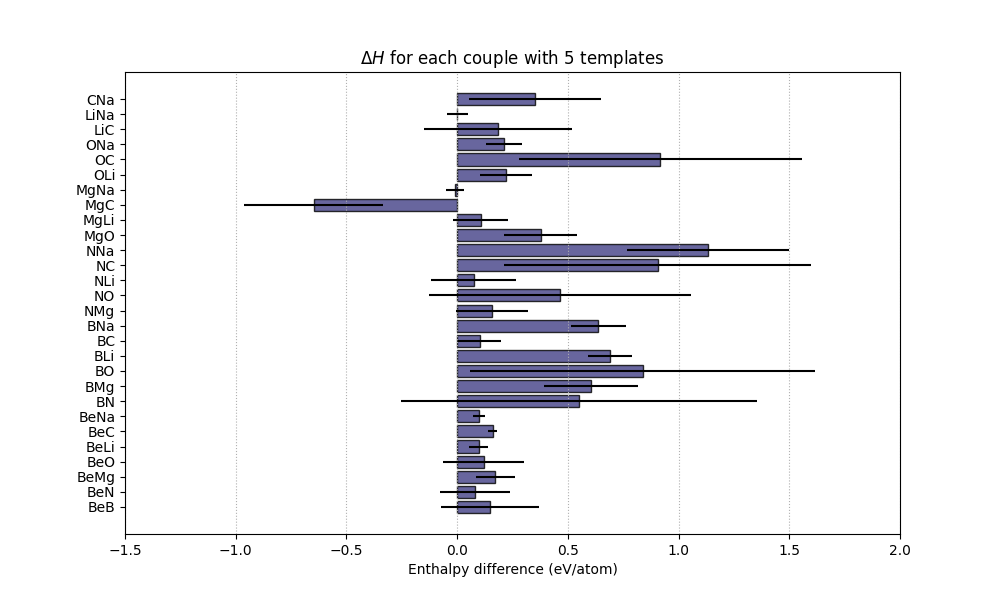 ΔH for each couple with 5 templates
CNa
LiNa
LiC
ONa
OC
OLi
MgNa
MgC
MgLi
MgO
NNa
NC
NLi
NO
NMg
BNa
BC
BLi
BO
BMg
BN
BeNa
BeC
BeLi
BeO
BeMg
BeN
BeB
−1.5 −1.0 −0.5 0.0 0.5 1.0 1.5 2.0
Enthalpy difference (eV/atom)